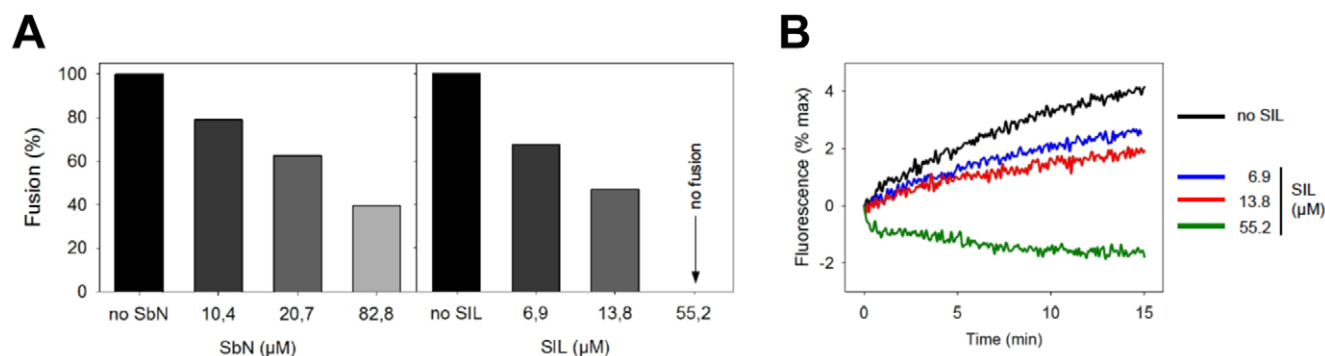 A
Fusion (%)
100
80
60
40
20
0
no SbN 10,4 20,7 82,8
SbN (µM)
no fusion
no SIL 6,9 13,8 55,2
SIL (µM)
B
Fluorescence (% max)
4
2
0
-2
0 5 10 15
Time (min)
no SIL
6.9
13.8
55.2
SIL
(µM)